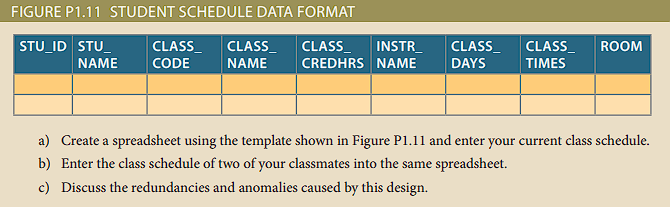 FIGURE P1.11 STUDENT SCHEDULE DATA FORMAT
STU_ID STU_ CLASS_ CLASS_ CLASS_ INSTR_ CLASS_ CLASS_ ROOM
NAME CODE NAME CREDHRS NAME DAYS TIMES
a) Create a spreadsheet using the template shown in Figure P1.11 and enter your current class schedule.
b) Enter the class schedule of two of your classmates into the same spreadsheet.
c) Discuss the redundancies and anomalies caused by this design.